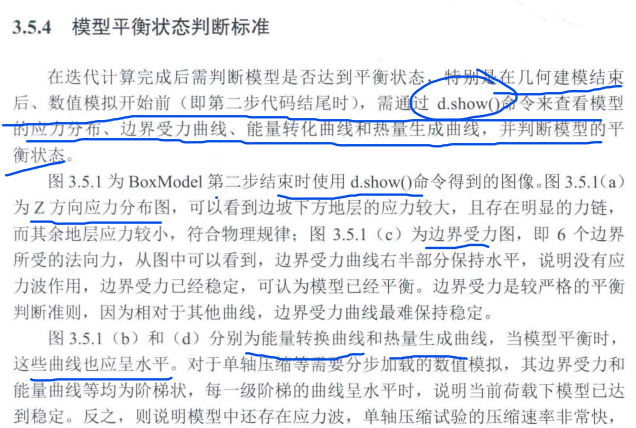 3.5.4 模型平衡状态判断标准
在迭代计算完成后需判断模型是否达到平衡状态，特别是在几何建模结束
后、数值模拟开始前（即第二步代码结尾时），需通过 d.show()命令来查看模型
的应力分布、边界受力曲线、能量转化曲线和热量生成曲线，并判断模型的平
衡状态。
图 3.5.1 为 BoxModel 第二步结束时使用 d.show()命令得到的图像。图 3.5.1（a）
为 Z 方向应力分布图，可以看到边坡下方地层的应力较大，且存在明显的力链，
而其余地层应力较小，符合物理规律；图 3.5.1（c）为边界受力图，即 6 个边界
所受的法向力，从图中可以看到，边界受力曲线右半部分保持水平，说明没有应
力波作用，边界受力已经稳定，可认为模型已经平衡。边界受力是较严格的平衡
判断准则，因为相对于其他曲线，边界受力曲线最难保持稳定。
图 3.5.1（b）和（d）分别为能量转换曲线和热量生成曲线，当模型平衡时，
这些曲线也应呈水平。对于单轴压缩等需要分步加载的数值模拟，其边界受力和
能量曲线等均为阶梯状，每一级阶梯的曲线呈水平时，说明当前荷载下模型已达
到稳定。反之，则说明模型中还存在应力波，单轴压缩试验的压缩速率非常快，